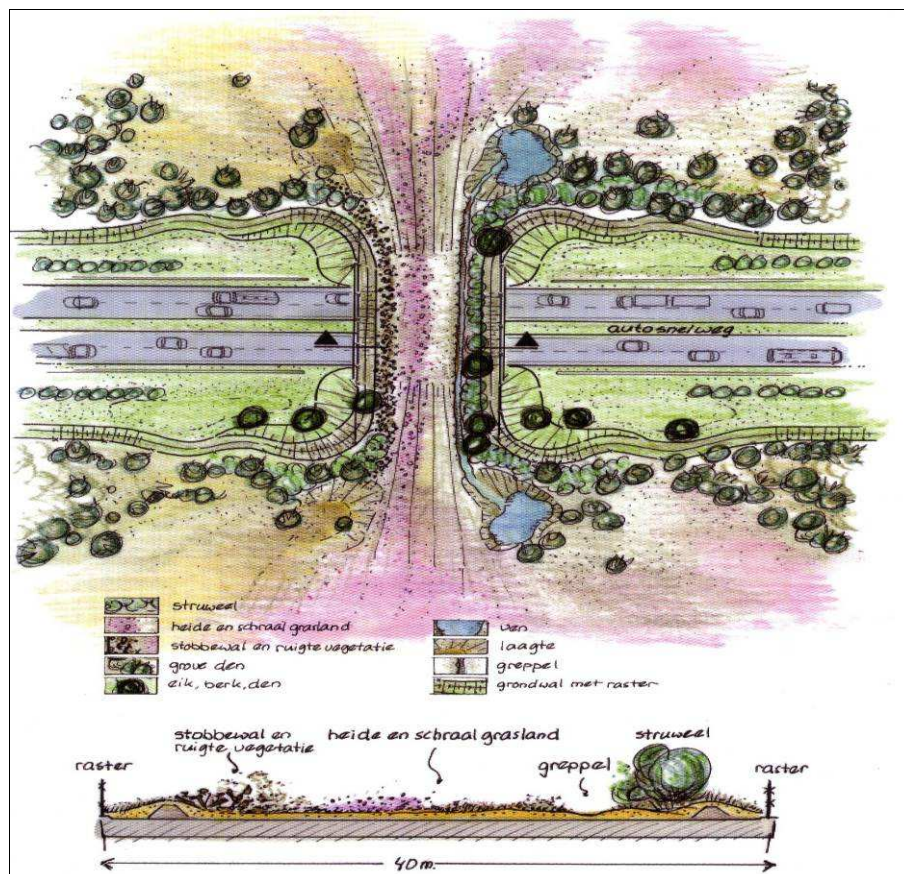 autosnelweg
struweel
heide en schraal grasland
stobbewal en ruigte vegetatie
grove den
eik, berk, den
ven
laagte
greppel
grondwal met raster
stobbewal en
ruigte vegetatie
heide en schraal grasland
struweel
greppel
raster
raster
40 m.